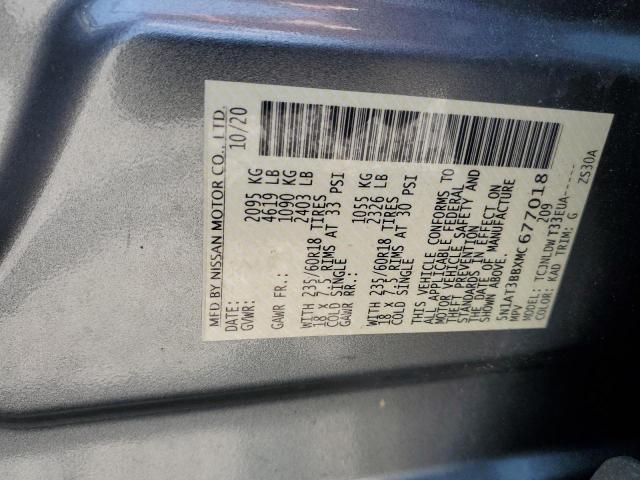 MFD BY NISSAN MOTOR CO., LTD.
DATE: 10/20
GVWR: 2095 KG
4619 LB
GAWR FR.: 1090 KG
2403 LB
WITH 235/60R18 TIRES
18 X 7.5 RIMS AT 33 PSI
COLD SINGLE
GAWR RR.: 1055 KG
2326 LB
WITH 235/60R18 TIRES
18 X 7.5 RIMS AT 30 PSI
COLD SINGLE
THIS VEHICLE CONFORMS TO
ALL APPLICABLE FEDERAL
MOTOR VEHICLE SAFETY AND
THEFT PREVENTION
STANDARDS IN EFFECT ON
THE DATE OF MANUFACTURE
SHOWN ABOVE.
5N1AT3BBXMC677018
MPV 209
COLOR: KAD TRIM: G
TCJNLDWT33EUA------
ZS30A